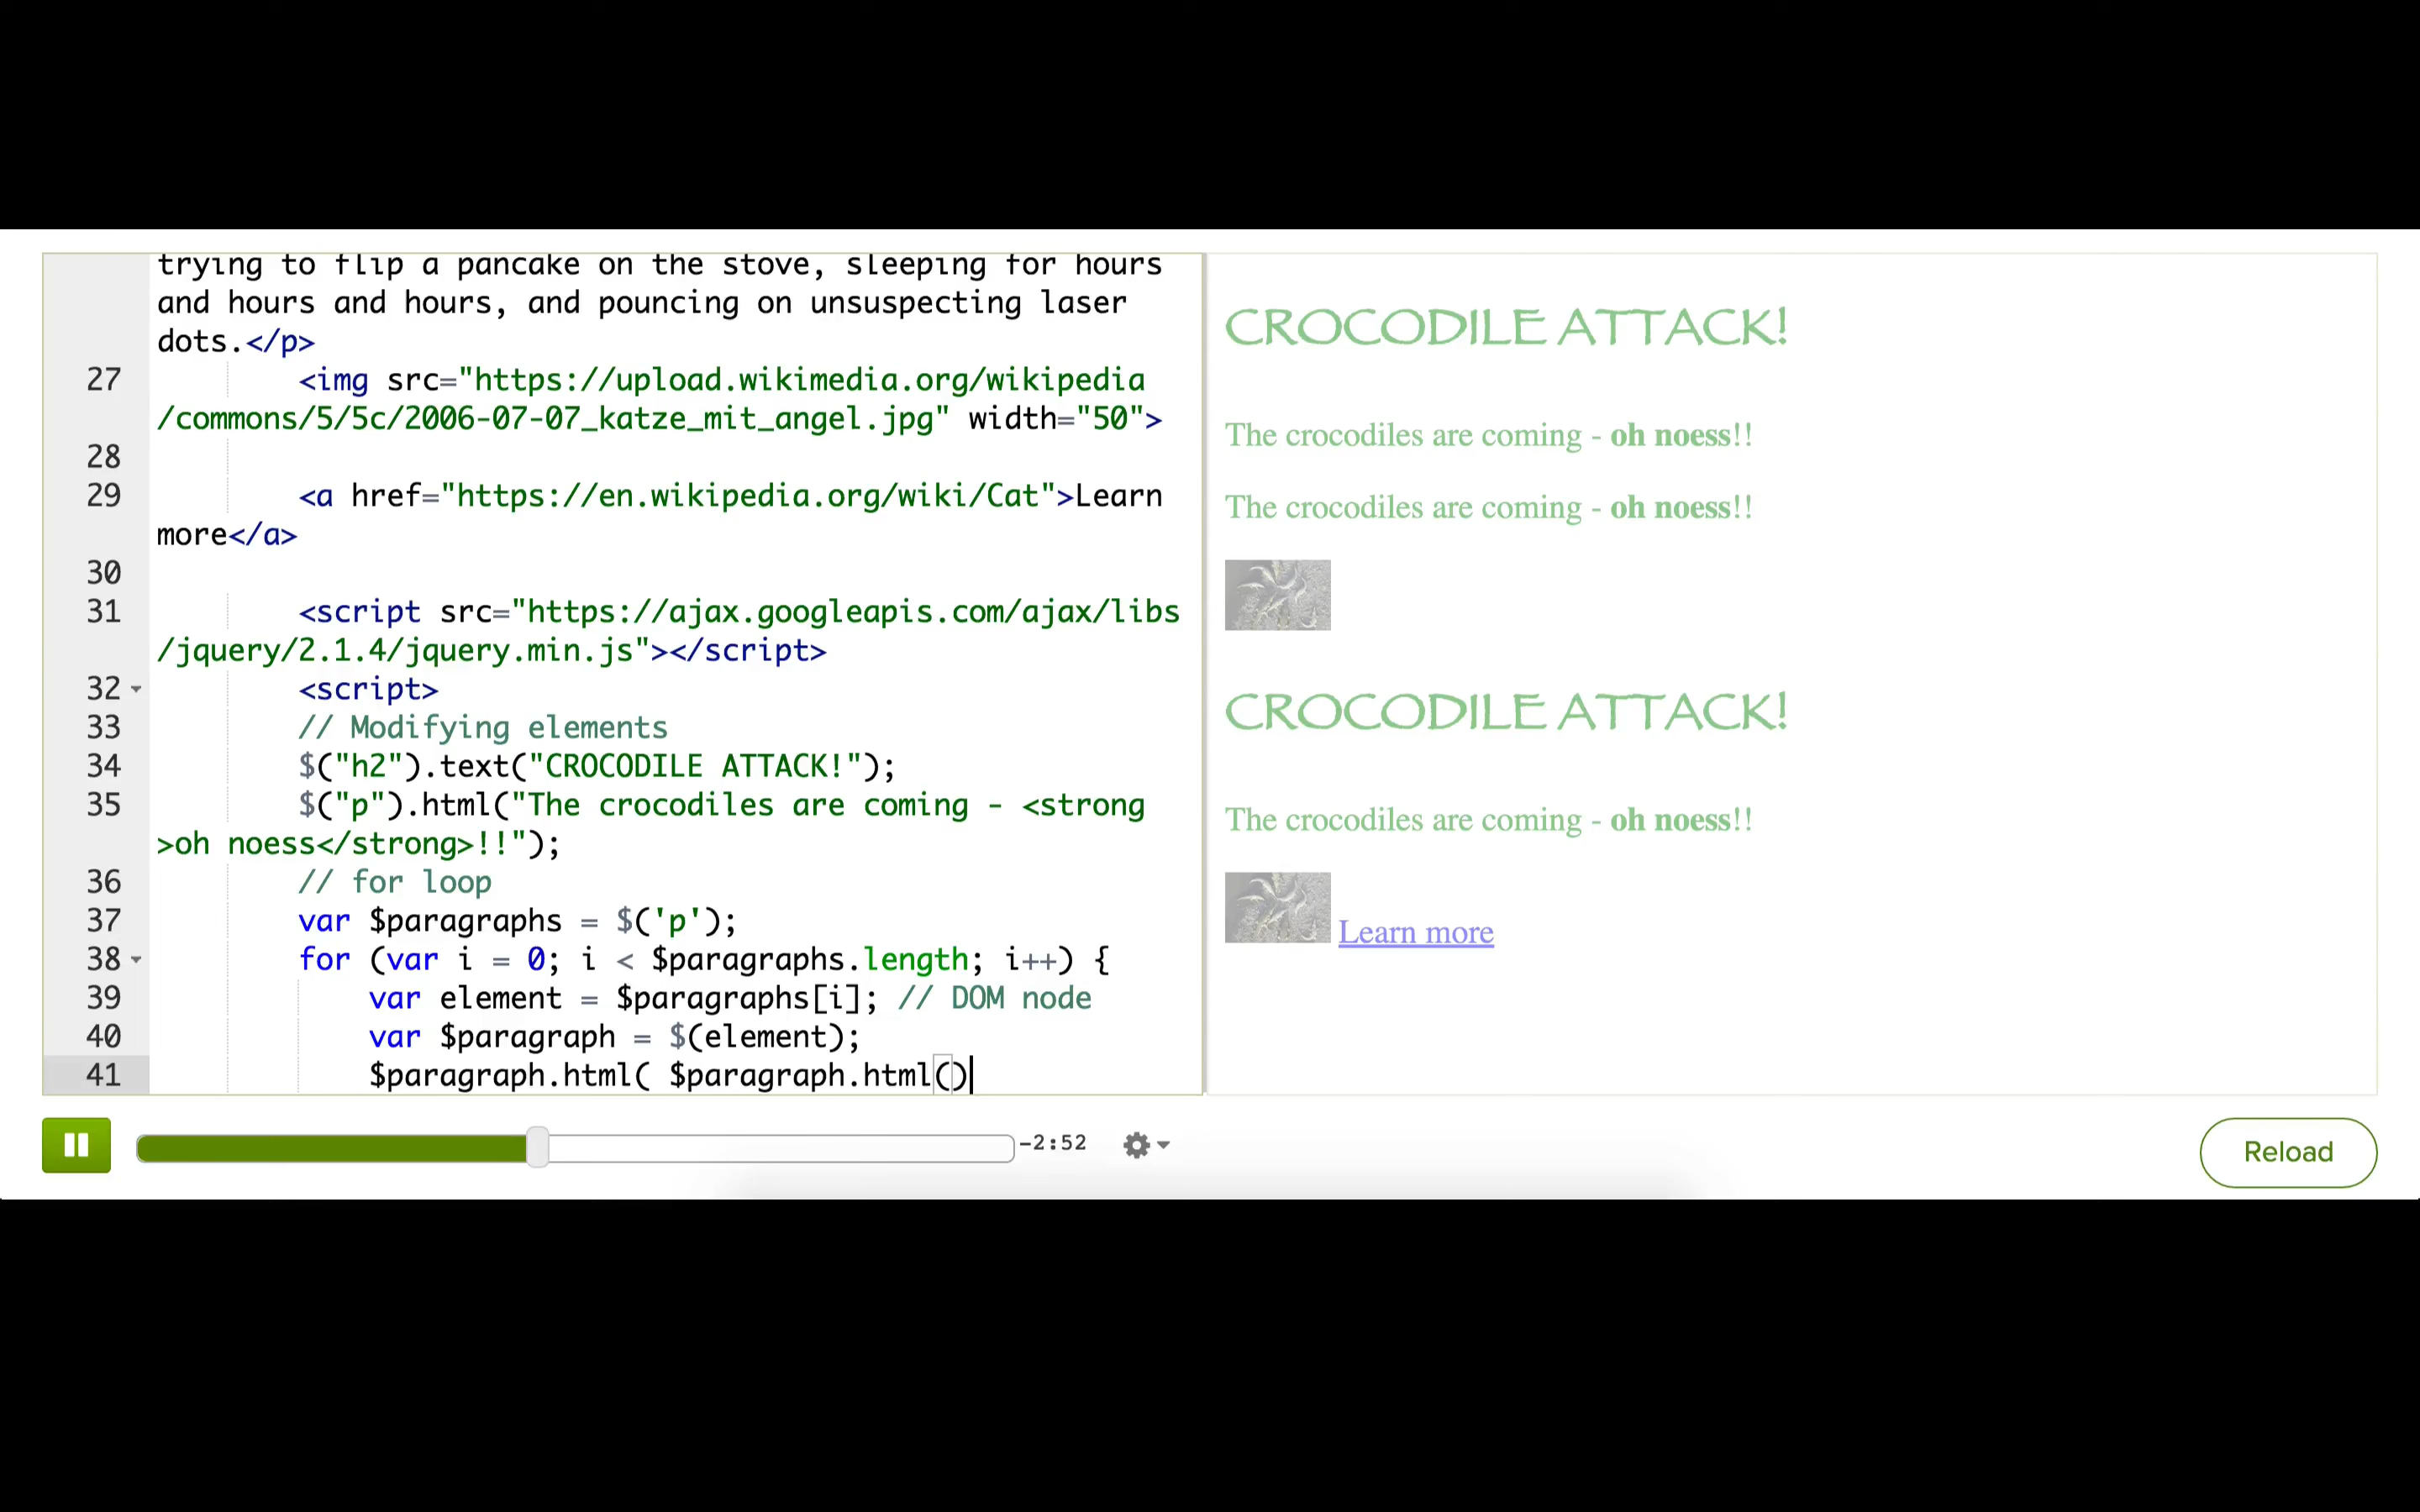 trying to flip a pancake on the stove, sleeping for hours
and hours and hours, and pouncing on unsuspecting laser
dots.</p>
27 <img src="https://upload.wikimedia.org/wikipedia
/commons/5/5c/2006-07-07_katze_mit_angel.jpg" width="50">
28
29 <a href="https://en.wikipedia.org/wiki/Cat">Learn
more</a>
30
31 <script src="https://ajax.googleapis.com/ajax/libs
/jquery/2.1.4/jquery.min.js"></script>
32 <script>
33 // Modifying elements
34 $("h2").text("CROCODILE ATTACK!");
35 $("p").html("The crocodiles are coming - <strong
>oh noess</strong>!!");
36 // for loop
37 var $paragraphs = $('p');
38 for (var i = 0; i < $paragraphs.length; i++) {
39 var element = $paragraphs[i]; // DOM node
40 var $paragraph = $(element);
41 $paragraph.html( $paragraph.html()
CROCODILE ATTACK!
The crocodiles are coming - oh noess!!
The crocodiles are coming - oh noess!!
CROCODILE ATTACK!
The crocodiles are coming - oh noess!!
Learn more
-2:52
Reload